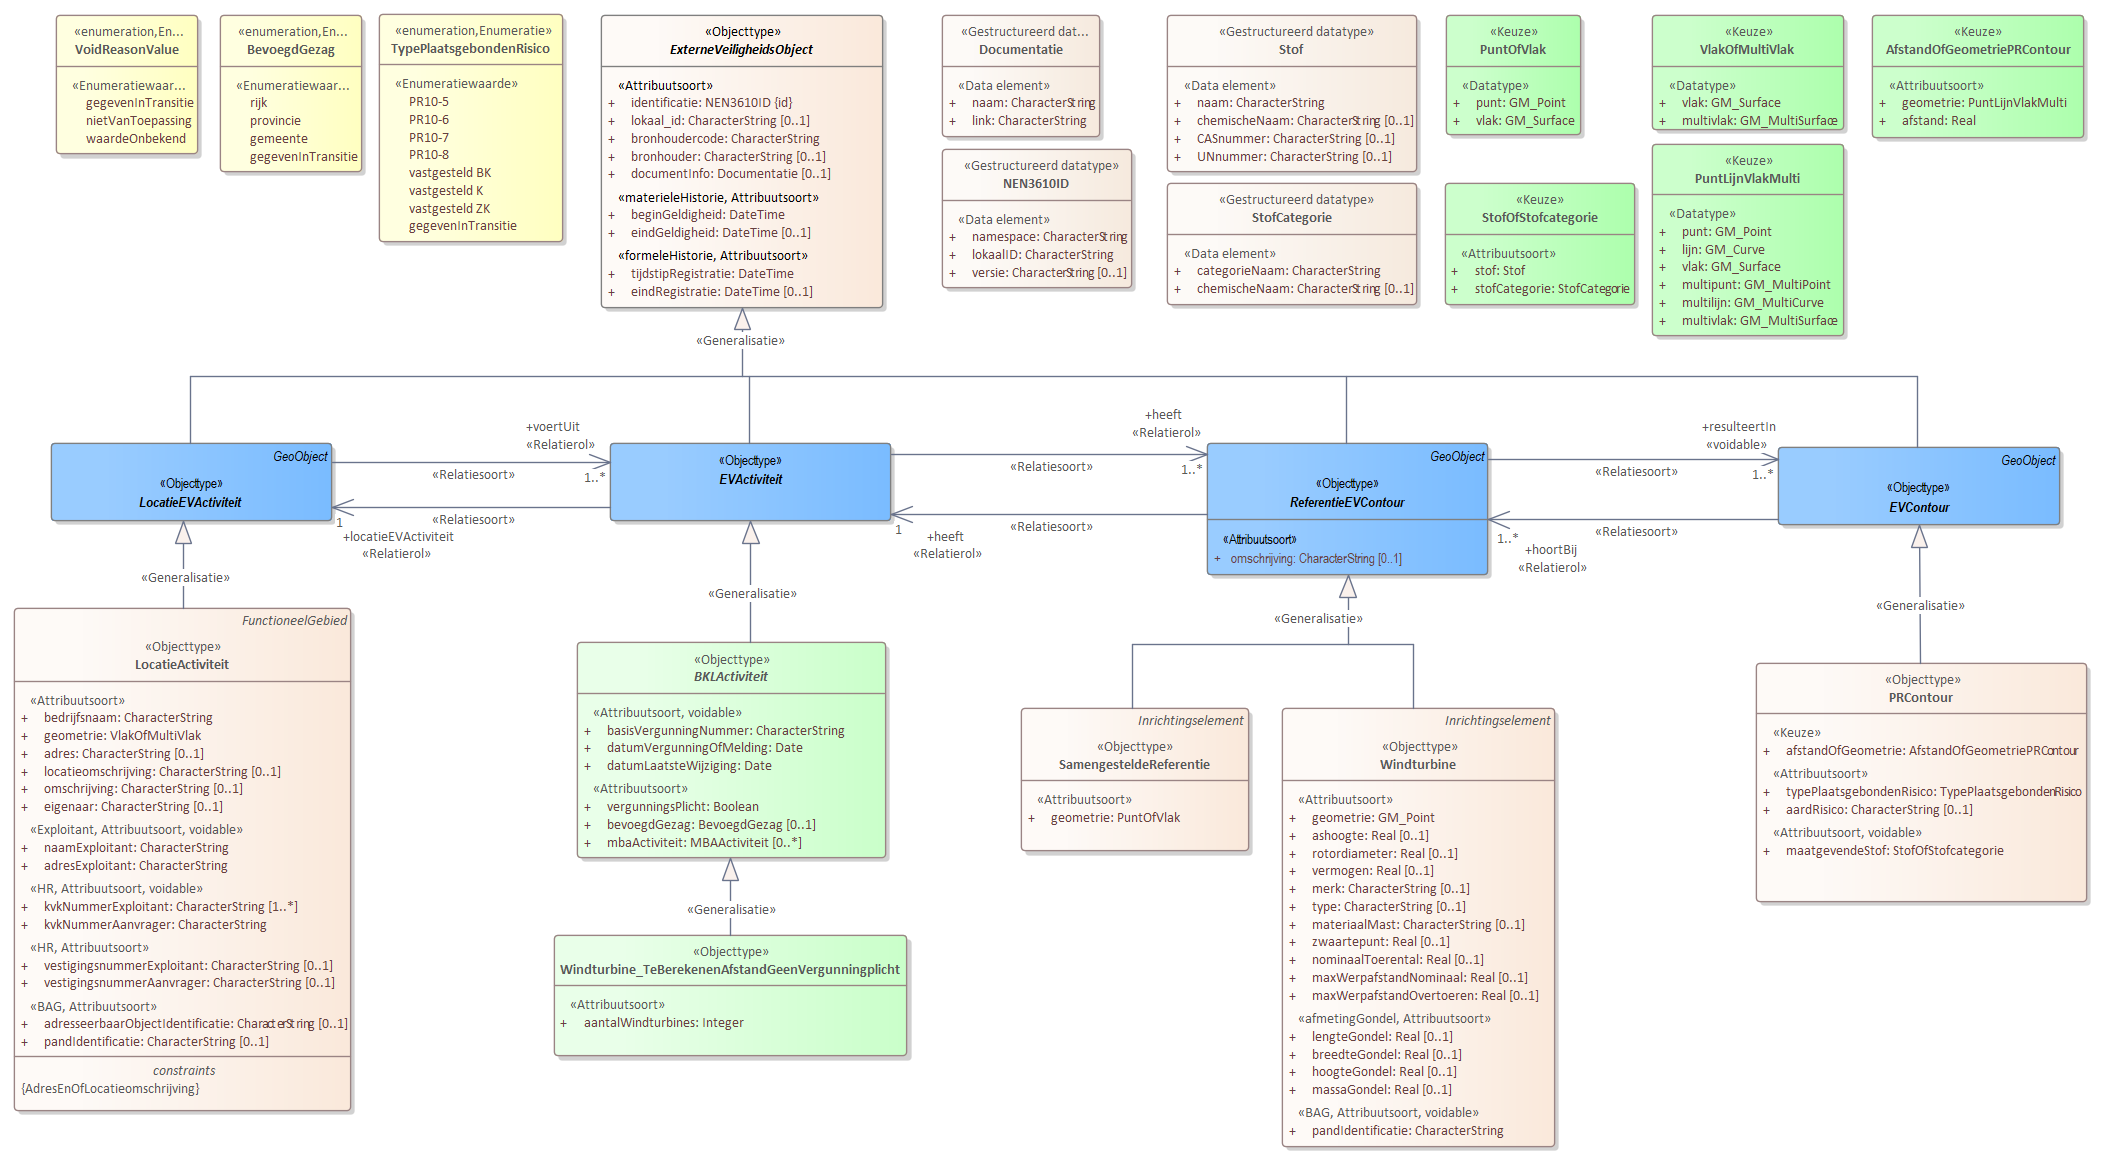 «enumeration,En...
VoidReasonValue
«Enumeratiewaar...
gegevenInTransitie
nietVanToepassing
waardeOnbekend
«enumeration,En...
BevoegdGezag
«Enumeratiewaar...
rijk
provincie
gemeente
gegevenInTransitie
«enumeration,Enumeratie»
TypePlaatsgebondenRisico
«Enumeratiewaarde»
PR10-5
PR10-6
PR10-7
PR10-8
vastgesteld BK
vastgesteld K
vastgesteld ZK
gegevenInTransitie
«Objecttype»
ExterneVeiligheidsObject
«Attribuutsoort»
+ identificatie: NEN3610ID {id}
+ lokaal_id: CharacterString [0..1]
+ bronhoudercode: CharacterString
+ bronhouder: CharacterString [0..1]
+ documentInfo: Documentatie [0..1]
«materieleHistorie, Attribuutsoort»
+ beginGeldigheid: DateTime
+ eindGeldigheid: DateTime [0..1]
«formeleHistorie, Attribuutsoort»
+ tijdstipRegistratie: DateTime
+ eindRegistratie: DateTime [0..1]
«Gestructureerd dat...
Documentatie
«Data element»
+ naam: CharacterString
+ link: CharacterString
«Gestructureerd datatype»
NEN3610ID
«Data element»
+ namespace: CharacterString
+ lokaalID: CharacterString
+ versie: CharacterString [0..1]
«Gestructureerd datatype»
Stof
«Data element»
+ naam: CharacterString
+ chemischeNaam: CharacterString [0..1]
+ CASnummer: CharacterString [0..1]
+ UNnummer: CharacterString [0..1]
«Gestructureerd datatype»
StofCategorie
«Data element»
+ categorieNaam: CharacterString
+ chemischeNaam: CharacterString [0..1]
«Keuze»
PuntOfVlak
«Datatype»
+ punt: GM_Point
+ vlak: GM_Surface
«Keuze»
StofOfStofcategorie
«Attribuutsoort»
+ stof: Stof
+ stofCategorie: StofCategorie
«Keuze»
VlakOfMultiVlak
«Datatype»
+ vlak: GM_Surface
+ multivlak: GM_MultiSurface
«Keuze»
PuntLijnVlakMulti
«Datatype»
+ punt: GM_Point
+ lijn: GM_Curve
+ vlak: GM_Surface
+ multipunt: GM_MultiPoint
+ multilijn: GM_MultiCurve
+ multivlak: GM_MultiSurface
«Keuze»
AfstandOfGeometriePRContour
«Attribuutsoort»
+ geometrie: PuntLijnVlakMulti
+ afstand: Real
«Generalisatie»
GeoObject
«Objecttype»
LocatieEVActiviteit
+voertUit
«Relatierol»
«Relatiesoort»
1..*
«Relatiesoort»
1
+locatieEVActiviteit
«Relatierol»
«Objecttype»
EVActiviteit
+heeft
«Relatierol»
«Relatiesoort»
1..*
«Relatiesoort»
1
+heeft
«Relatierol»
GeoObject
«Objecttype»
ReferentieEVContour
«Attribuutsoort»
+ omschrijving: CharacterString [0..1]
+resulteertIn
«voidable»
«Relatiesoort»
1..*
«Relatiesoort»
1..*
+hoortBij
«Relatierol»
GeoObject
«Objecttype»
EVContour
«Generalisatie»
«Generalisatie»
«Generalisatie»
«Generalisatie»
FunctioneelGebied
«Objecttype»
LocatieActiviteit
«Attribuutsoort»
+ bedrijfsnaam: CharacterString
+ geometrie: VlakOfMultiVlak
+ adres: CharacterString [0..1]
+ locatieomschrijving: CharacterString [0..1]
+ omschrijving: CharacterString [0..1]
+ eigenaar: CharacterString [0..1]
«Exploitant, Attribuutsoort, voidable»
+ naamExploitant: CharacterString
+ adresExploitant: CharacterString
«HR, Attribuutsoort, voidable»
+ kvkNummerExploitant: CharacterString [1..*]
+ kvkNummerAanvrager: CharacterString
«HR, Attribuutsoort»
+ vestigingsnummerExploitant: CharacterString [0..1]
+ vestigingsnummerAanvrager: CharacterString [0..1]
«BAG, Attribuutsoort»
+ adresseerbaarObjectIdentificatie: CharacterString [0..1]
+ pandIdentificatie: CharacterString [0..1]
constraints
{AdresEnOfLocatieomschrijving}
«Objecttype»
BKLActiviteit
«Attribuutsoort, voidable»
+ basisVergunningNummer: CharacterString
+ datumVergunningOfMelding: Date
+ datumLaatsteWijziging: Date
«Attribuutsoort»
+ vergunningsPlicht: Boolean
+ bevoegdGezag: BevoegdGezag [0..1]
+ mbaActiviteit: MBAActiviteit [0..*]
«Generalisatie»
«Objecttype»
Windturbine_TeBerekenenAfstandGeenVergunningplicht
«Attribuutsoort»
+ aantalWindturbines: Integer
Inrichtingselement
«Objecttype»
SamengesteldeReferentie
«Attribuutsoort»
+ geometrie: PuntOfVlak
Inrichtingselement
«Objecttype»
Windturbine
«Attribuutsoort»
+ geometrie: GM_Point
+ ashoogte: Real [0..1]
+ rotordiameter: Real [0..1]
+ vermogen: Real [0..1]
+ merk: CharacterString [0..1]
+ type: CharacterString [0..1]
+ materiaalMast: CharacterString [0..1]
+ zwaartepunt: Real [0..1]
+ nominaalToerental: Real [0..1]
+ maxWerpafstandNominaal: Real [0..1]
+ maxWerpafstandOvertoeren: Real [0..1]
«afmetingGondel, Attribuutsoort»
+ lengteGondel: Real [0..1]
+ breedteGondel: Real [0..1]
+ hoogteGondel: Real [0..1]
+ massaGondel: Real [0..1]
«BAG, Attribuutsoort, voidable»
+ pandIdentificatie: CharacterString
«Objecttype»
PRContour
«Keuze»
+ afstandOfGeometrie: AfstandOfGeometriePRContour
«Attribuutsoort»
+ typePlaatsgebondenRisico: TypePlaatsgebondenRisico
+ aardRisico: CharacterString [0..1]
«Attribuutsoort, voidable»
+ maatgevendeStof: StofOfStofcategorie